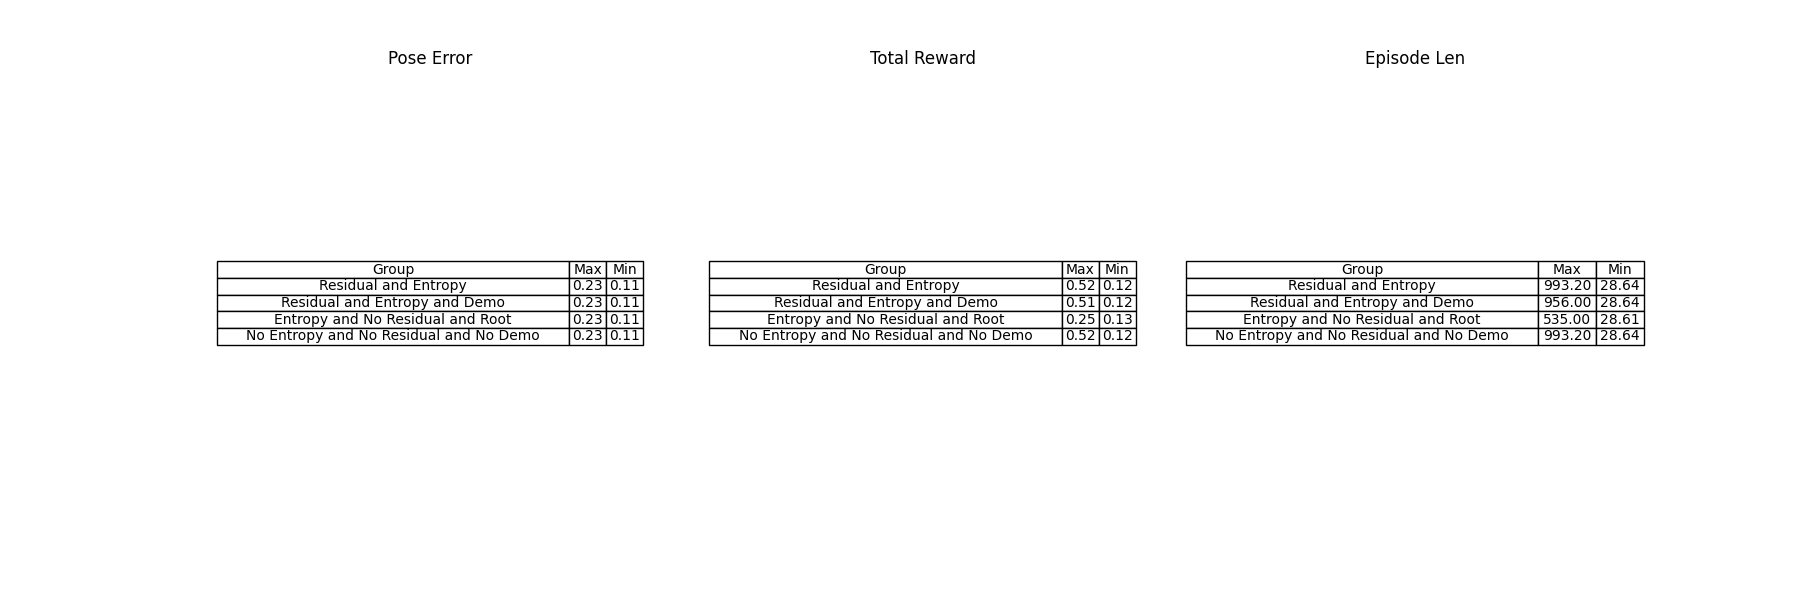 Pose Error
Group Max Min
Residual and Entropy 0.23 0.11
Residual and Entropy and Demo 0.23 0.11
Entropy and No Residual and Root 0.23 0.11
No Entropy and No Residual and No Demo 0.23 0.11
Total Reward
Group Max Min
Residual and Entropy 0.52 0.12
Residual and Entropy and Demo 0.51 0.12
Entropy and No Residual and Root 0.25 0.13
No Entropy and No Residual and No Demo 0.52 0.12
Episode Len
Group Max Min
Residual and Entropy 993.20 28.64
Residual and Entropy and Demo 956.00 28.64
Entropy and No Residual and Root 535.00 28.61
No Entropy and No Residual and No Demo 993.20 28.64